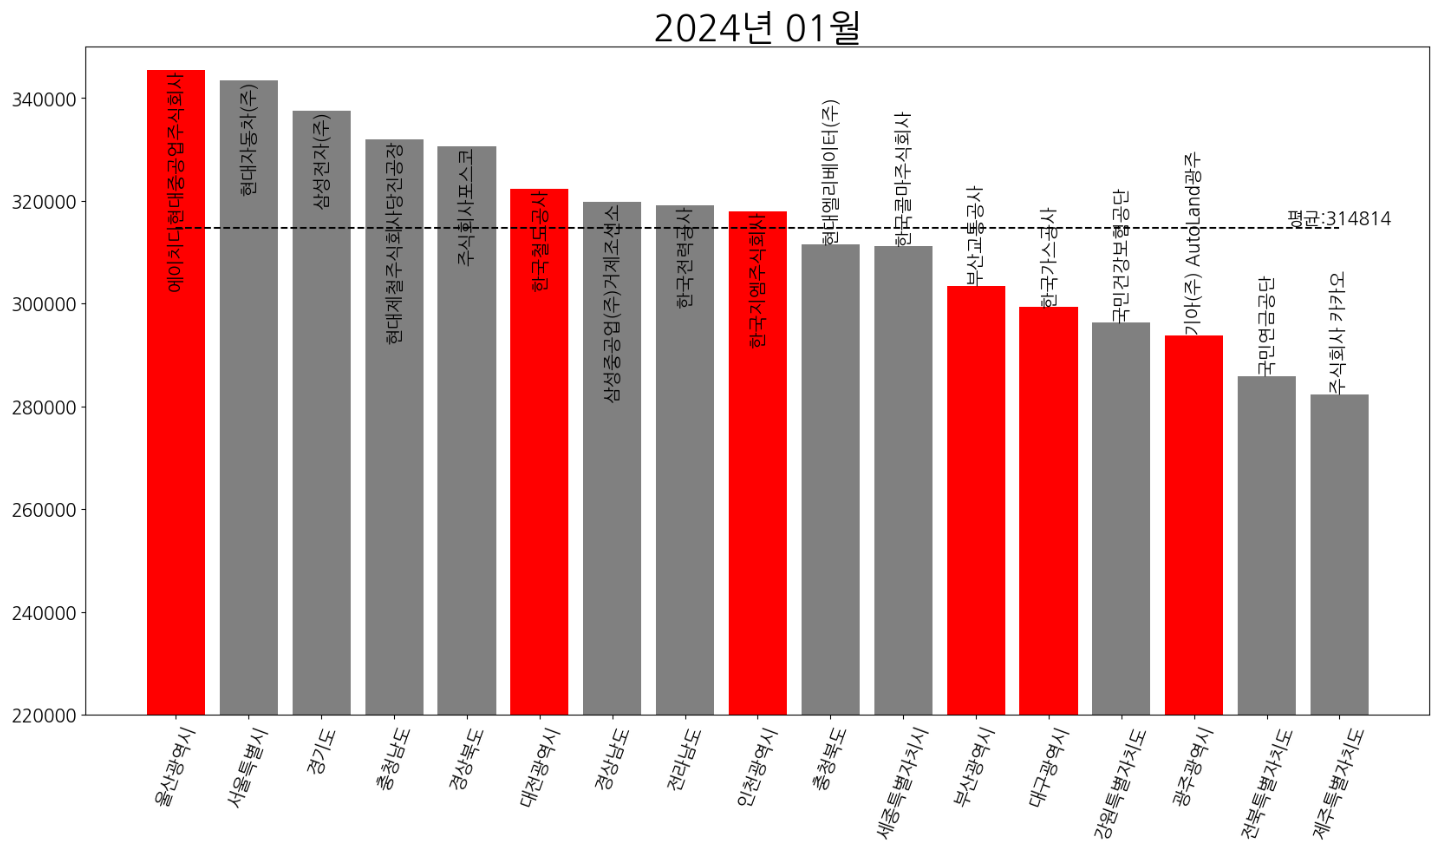 2024년 01월
340000
320000
300000
280000
260000
240000
220000
에이치디현대중공업주식회사
현대자동차(주)
삼성전자(주)
현대제철주식회사당진공장
주식회사포스코
한국철도공사
삼성중공업(주)거제조선소
한국전력공사
한국지엠주식회사
현대엘리베이터(주)
한국콜마주식회사
부산교통공사
한국가스공사
국민건강보험공단
기아(주) AutoLand광주
국민연금공단
주식회사 카카오
평균:314814
울산광역시
서울특별시
경기도
충청남도
경상북도
대전광역시
경상남도
전라남도
인천광역시
충청북도
세종특별자치시
부산광역시
대구광역시
강원특별자치도
광주광역시
전북특별자치도
제주특별자치도